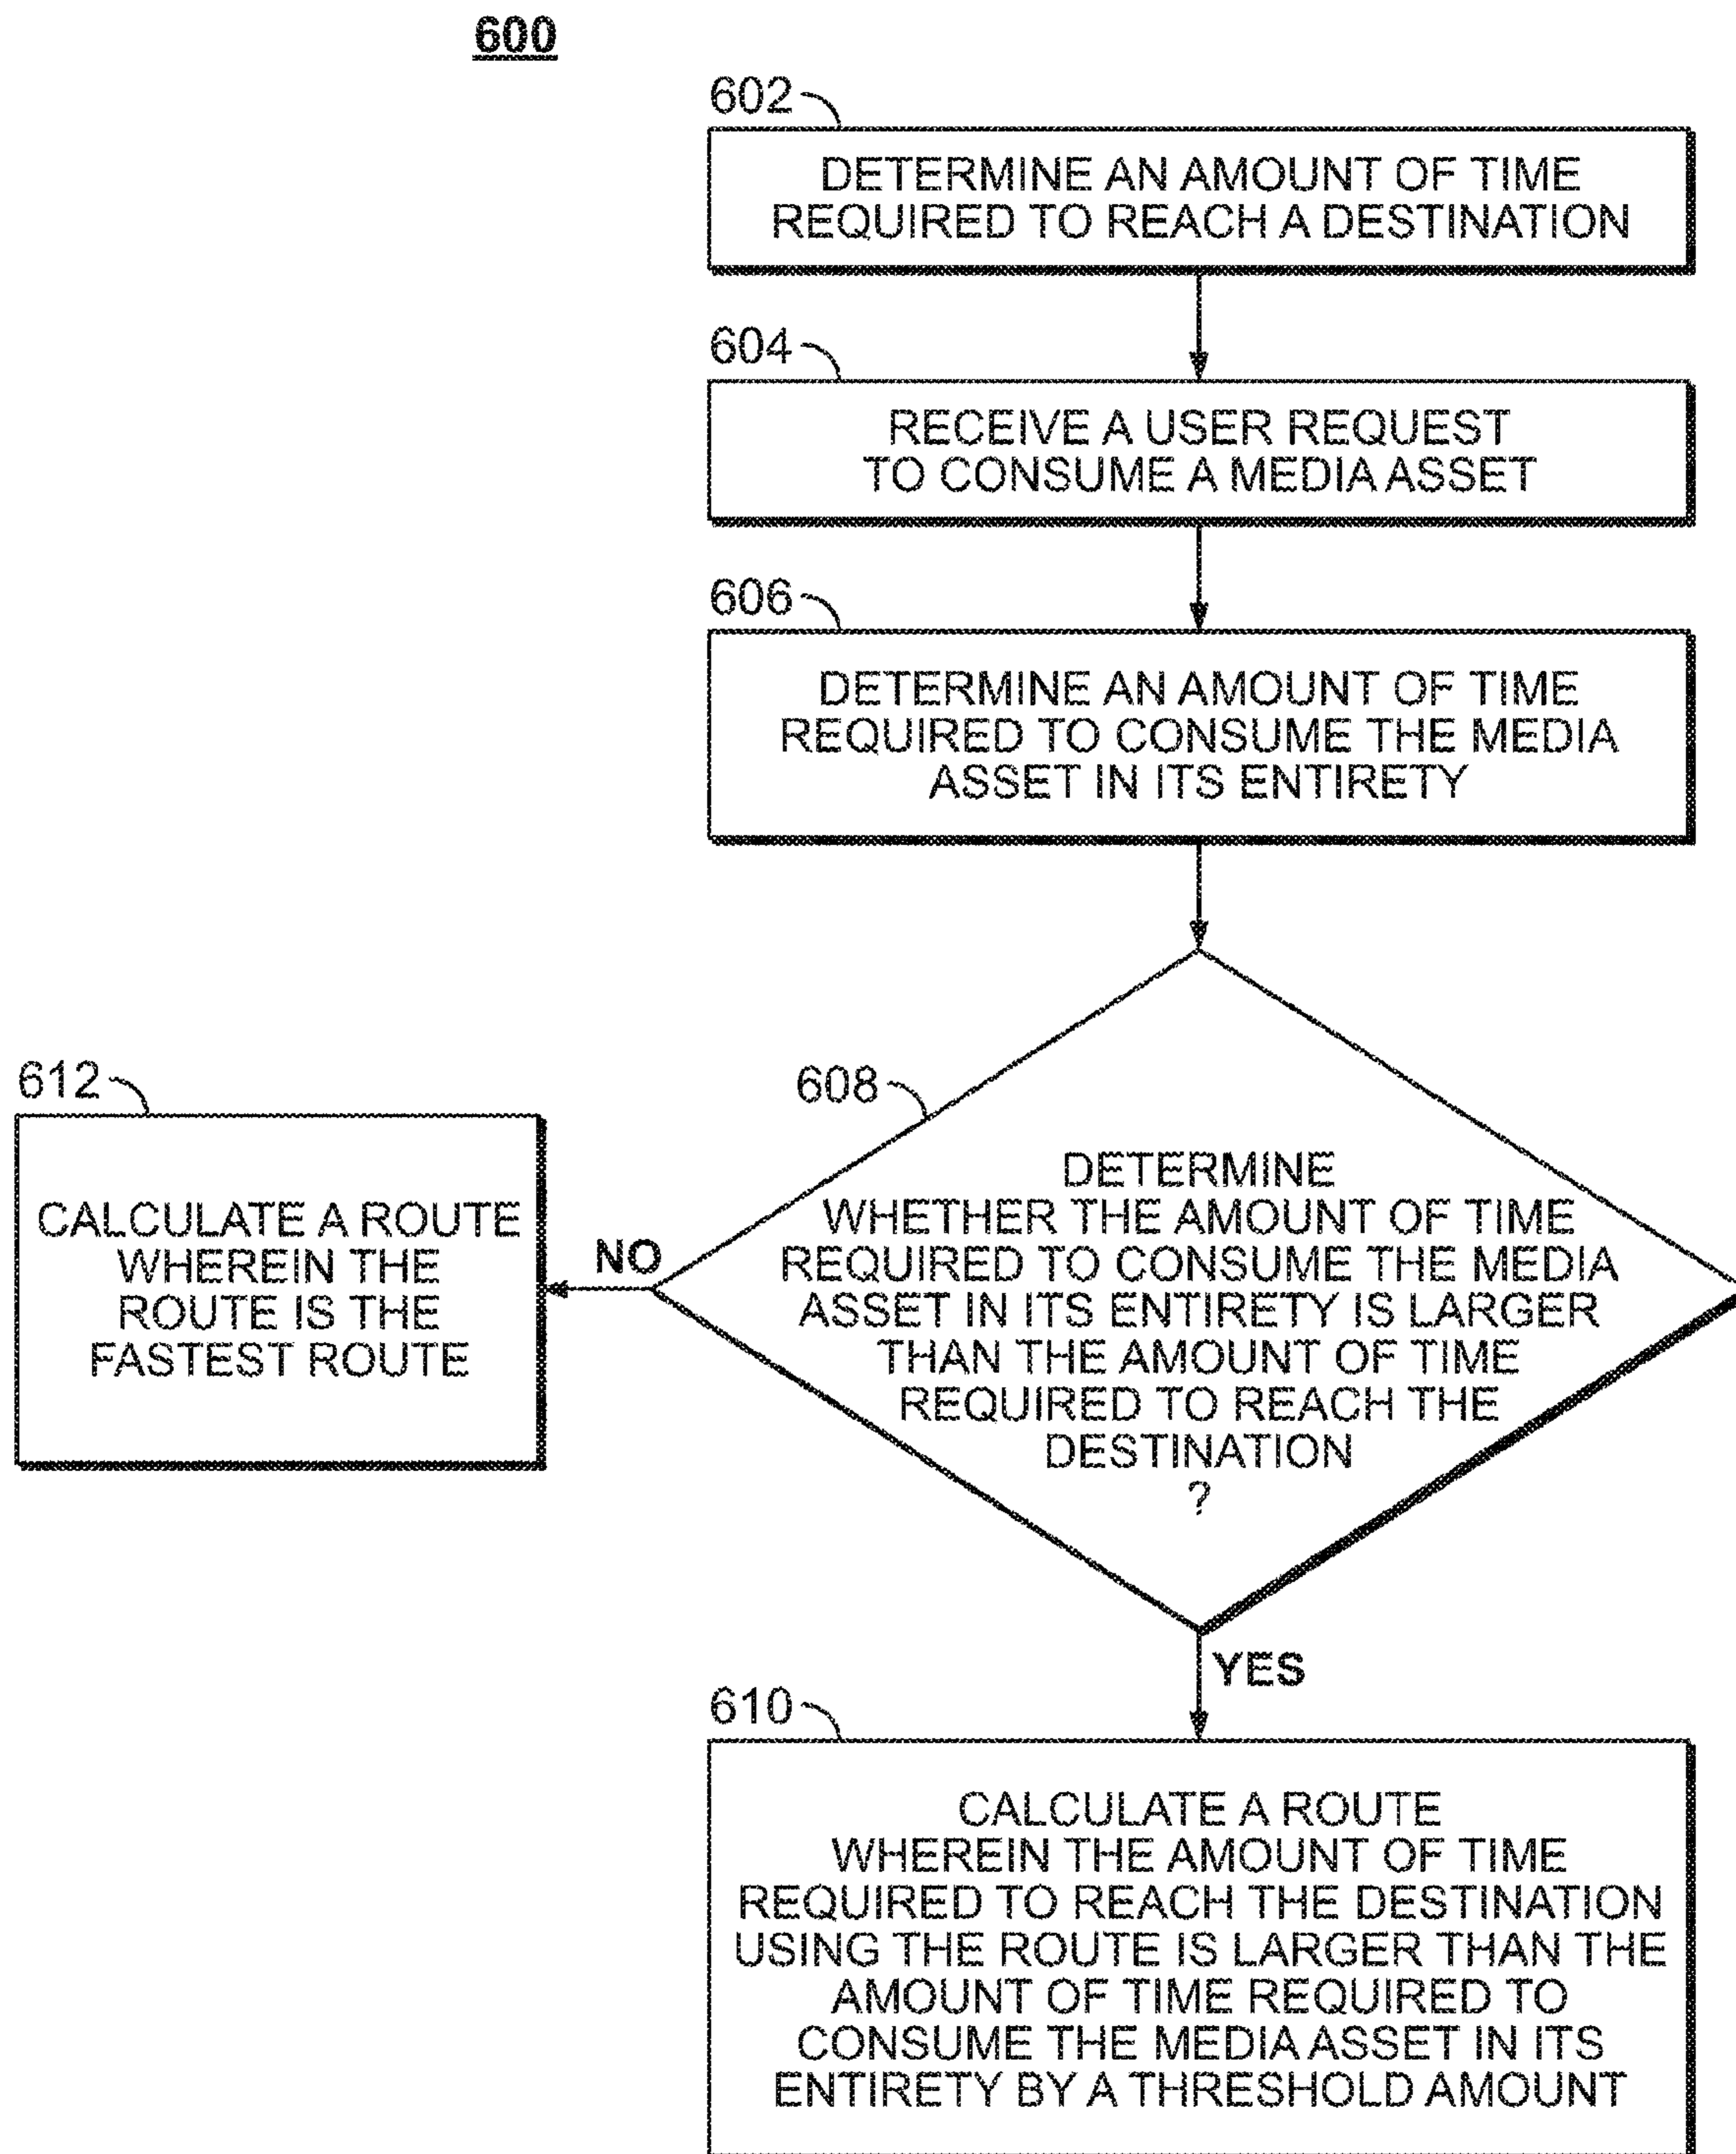 600
602
DETERMINE AN AMOUNT OF TIME
REQUIRED TO REACH A DESTINATION
604
RECEIVE A USER REQUEST
TO CONSUME A MEDIA ASSET
606
DETERMINE AN AMOUNT OF TIME
REQUIRED TO CONSUME THE MEDIA
ASSET IN ITS ENTIRETY
608
DETERMINE
WHETHER THE AMOUNT OF TIME
REQUIRED TO CONSUME THE MEDIA
ASSET IN ITS ENTIRETY IS LARGER
THAN THE AMOUNT OF TIME
REQUIRED TO REACH THE
DESTINATION
?
NO
612
CALCULATE A ROUTE
WHEREIN THE
ROUTE IS THE
FASTEST ROUTE
YES
610
CALCULATE A ROUTE
WHEREIN THE AMOUNT OF TIME
REQUIRED TO REACH THE DESTINATION
USING THE ROUTE IS LARGER THAN THE
AMOUNT OF TIME REQUIRED TO
CONSUME THE MEDIA ASSET IN ITS
ENTIRETY BY A THRESHOLD AMOUNT